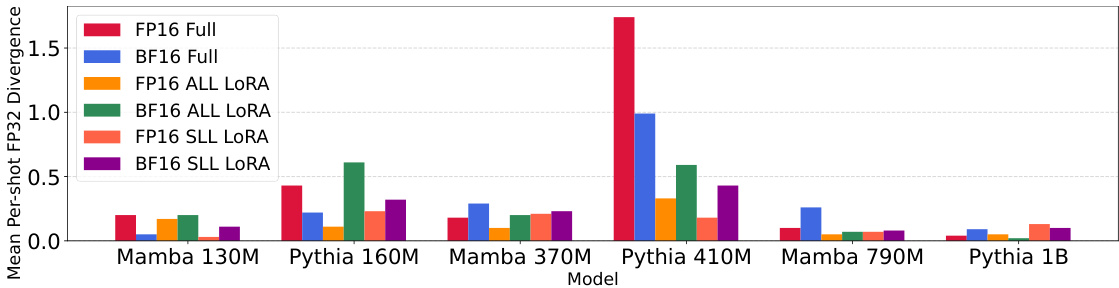 Mean Per-shot FP32 Divergence
1.5
1.0
0.5
0.0
FP16 Full
BF16 Full
FP16 ALL LoRA
BF16 ALL LoRA
FP16 SLL LoRA
BF16 SLL LoRA
Mamba 130M Pythia 160M Mamba 370M Pythia 410M Mamba 790M Pythia 1B
Model